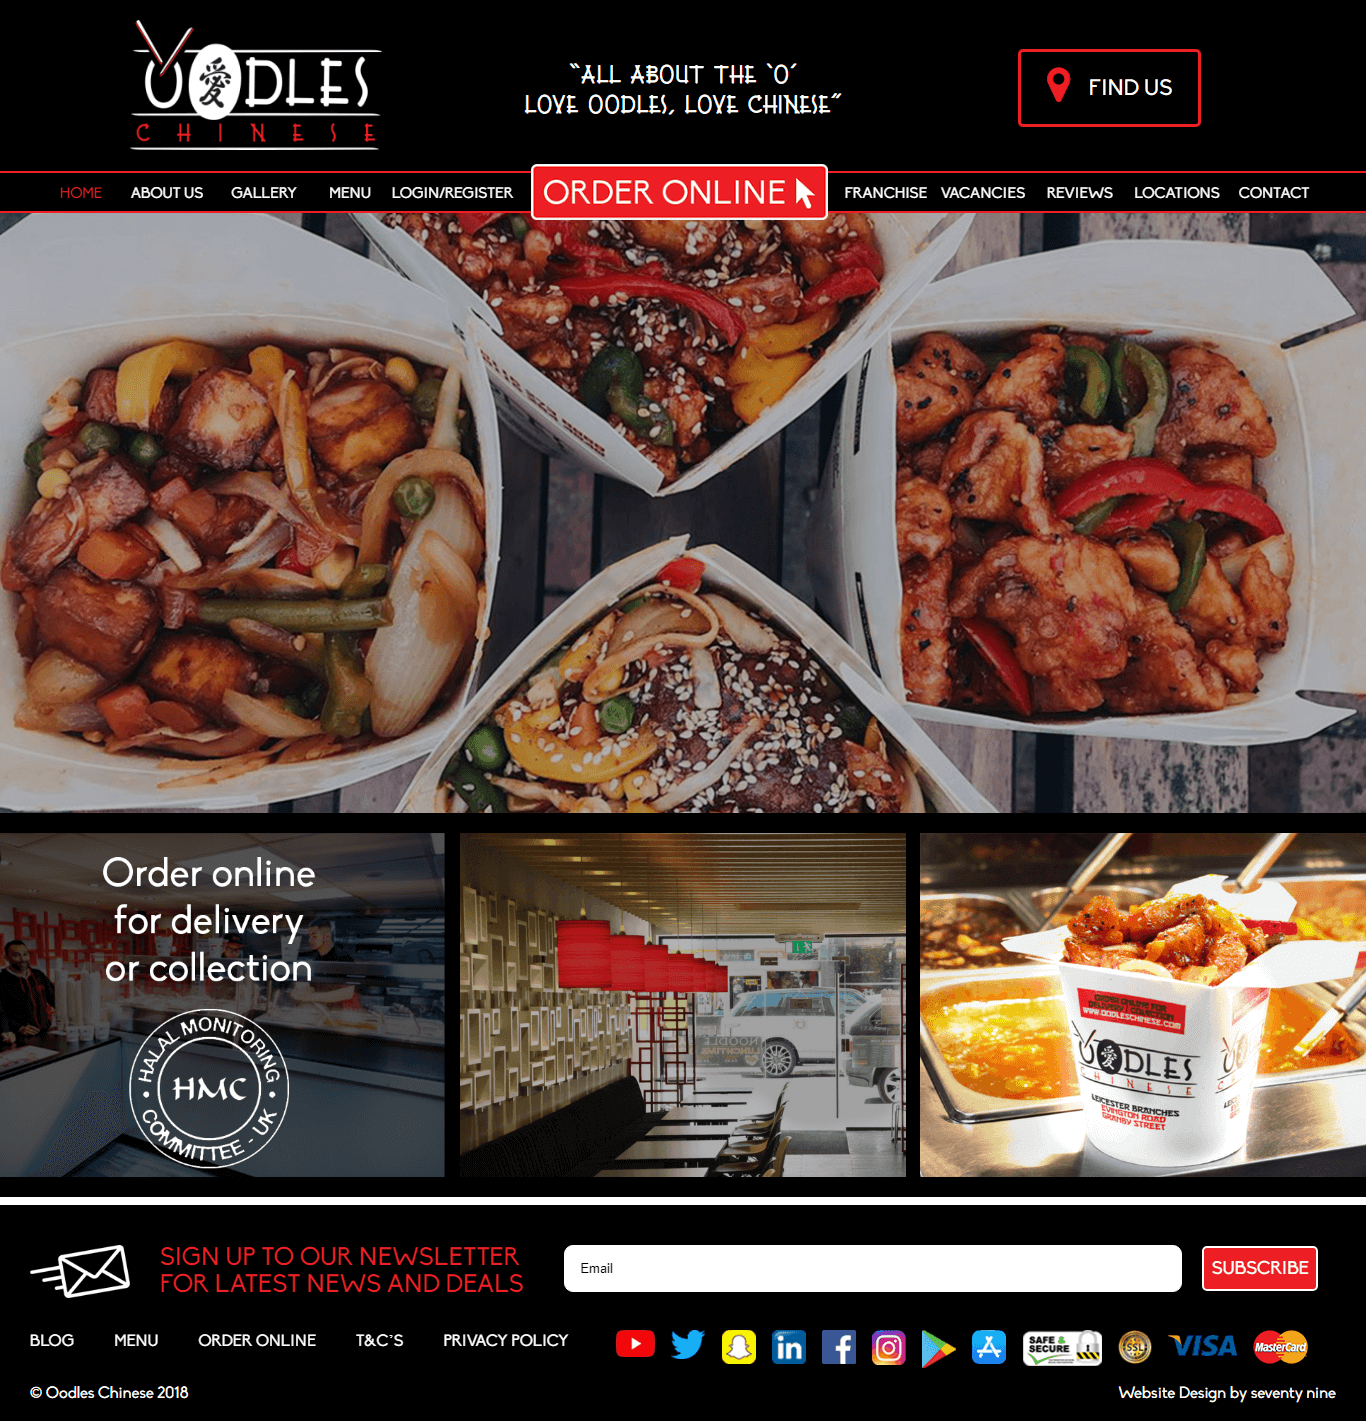 OODLES
愛
CHINESE
“ALL ABOUT THE ‘O’
LOVE OODLES, LOVE CHINESE”
FIND US
HOME
ABOUT US
GALLERY
MENU
LOGIN/REGISTER
ORDER ONLINE
FRANCHISE
VACANCIES
REVIEWS
LOCATIONS
CONTACT
Order online
for delivery
or collection
HALAL MONITORING
HMC
COMMITTEE - UK
ORDER ONLINE FOR
DELIVERY & COLLECTION
WWW.OODLESCHINESE.COM
OODLES
愛
CHINESE
LEICESTER BRANCHES
EVINGTON ROAD
GRANBY STREET
SIGN UP TO OUR NEWSLETTER
FOR LATEST NEWS AND DEALS
Email
SUBSCRIBE
BLOG
MENU
ORDER ONLINE
T&C'S
PRIVACY POLICY
in
f
SAFE &
SECURE
SSL
VISA
MasterCard
© Oodles Chinese 2018
Website Design by seventy nine